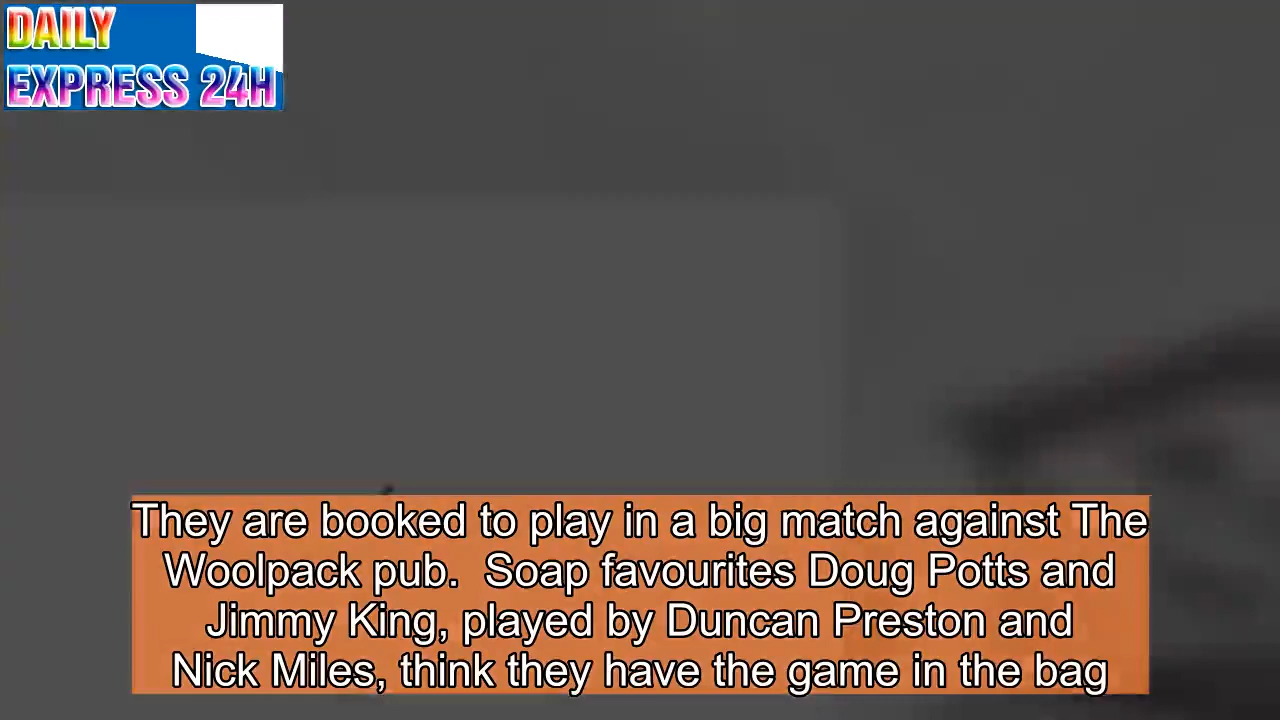 DAILY
EXPRESS 24H
They are booked to play in a big match against The
Woolpack pub.  Soap favourites Doug Potts and
Jimmy King, played by Duncan Preston and
Nick Miles, think they have the game in the bag